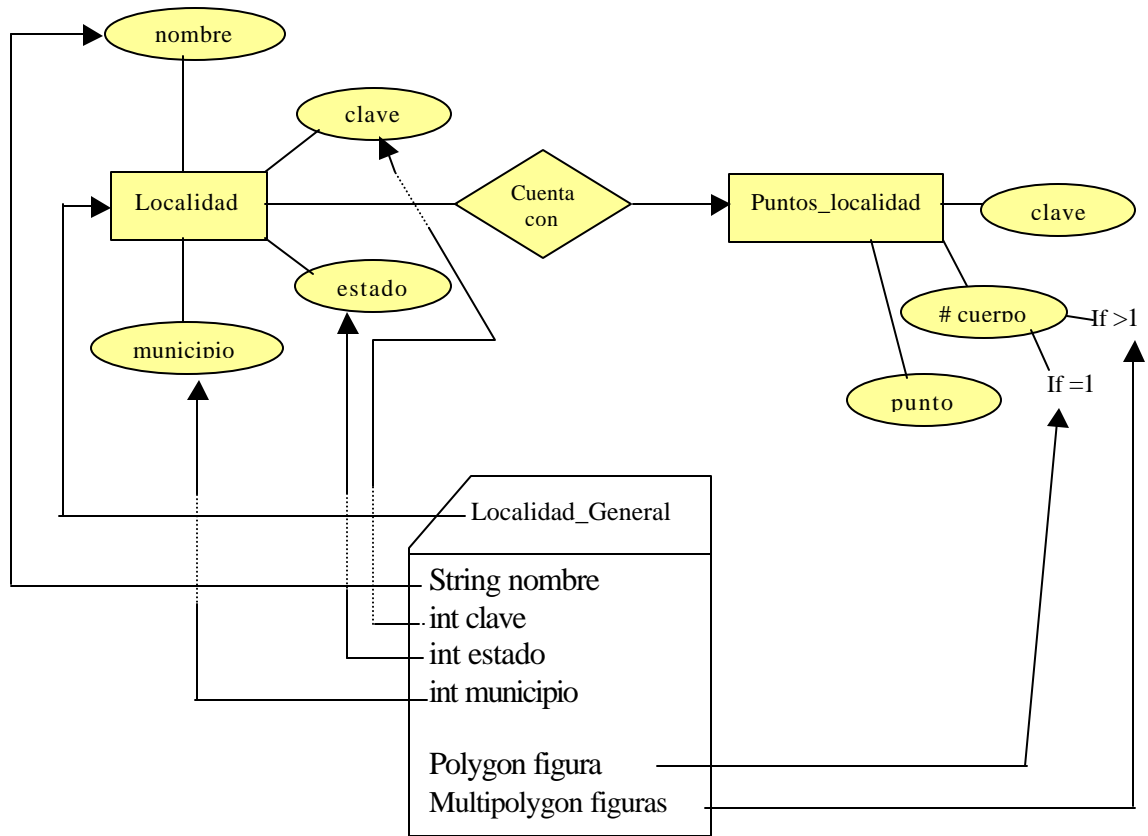 nombre
clave
Localidad
Cuenta
con
Puntos_localidad
clave
estado
# cuerpo
If >1
municipio
If =1
punto
Localidad_General
String nombre
int clave
int estado
int municipio
Polygon figura
Multipolygon figuras